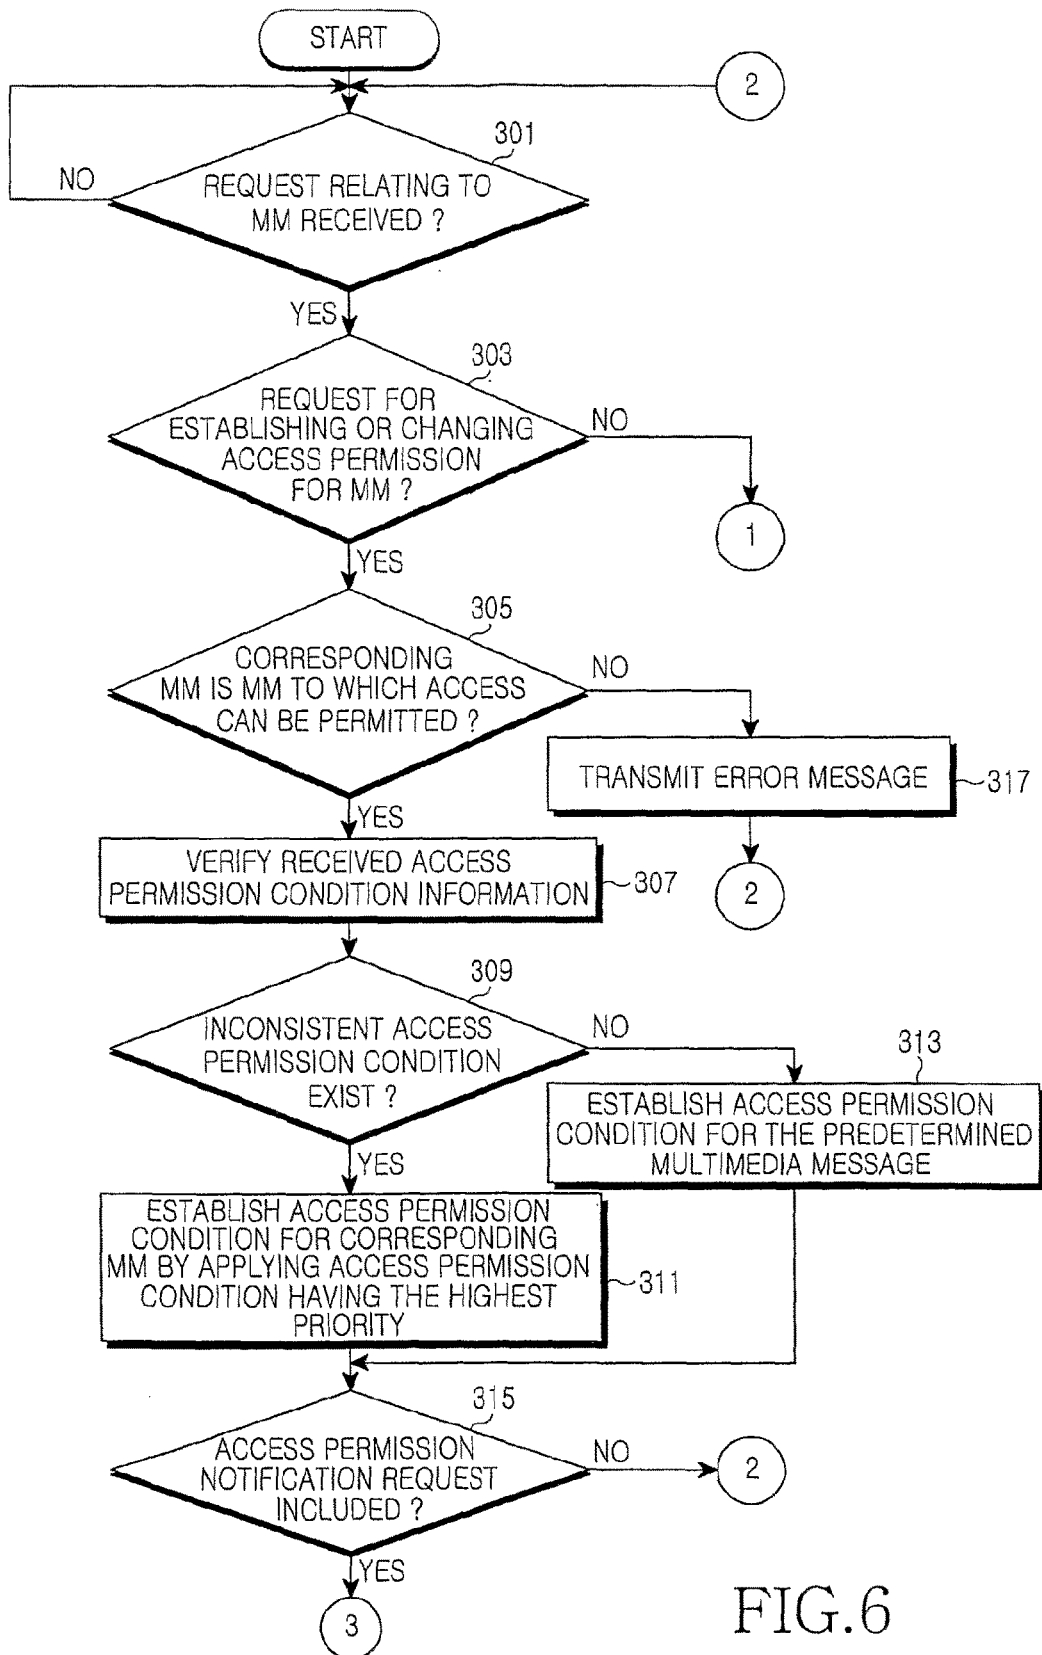 START
2
301
REQUEST RELATING TO
MM RECEIVED ?
NO
YES
303
REQUEST FOR
ESTABLISHING OR CHANGING
ACCESS PERMISSION
FOR MM ?
NO
1
YES
305
CORRESPONDING
MM IS MM TO WHICH ACCESS
CAN BE PERMITTED ?
NO
TRANSMIT ERROR MESSAGE
317
2
YES
VERIFY RECEIVED ACCESS
PERMISSION CONDITION INFORMATION
307
309
INCONSISTENT ACCESS
PERMISSION CONDITION
EXIST ?
NO
313
ESTABLISH ACCESS PERMISSION
CONDITION FOR THE PREDETERMINED
MULTIMEDIA MESSAGE
YES
ESTABLISH ACCESS PERMISSION
CONDITION FOR CORRESPONDING
MM BY APPLYING ACCESS PERMISSION
CONDITION HAVING THE HIGHEST
PRIORITY
311
315
ACCESS PERMISSION
NOTIFICATION REQUEST
INCLUDED ?
NO
2
YES
3
FIG.6